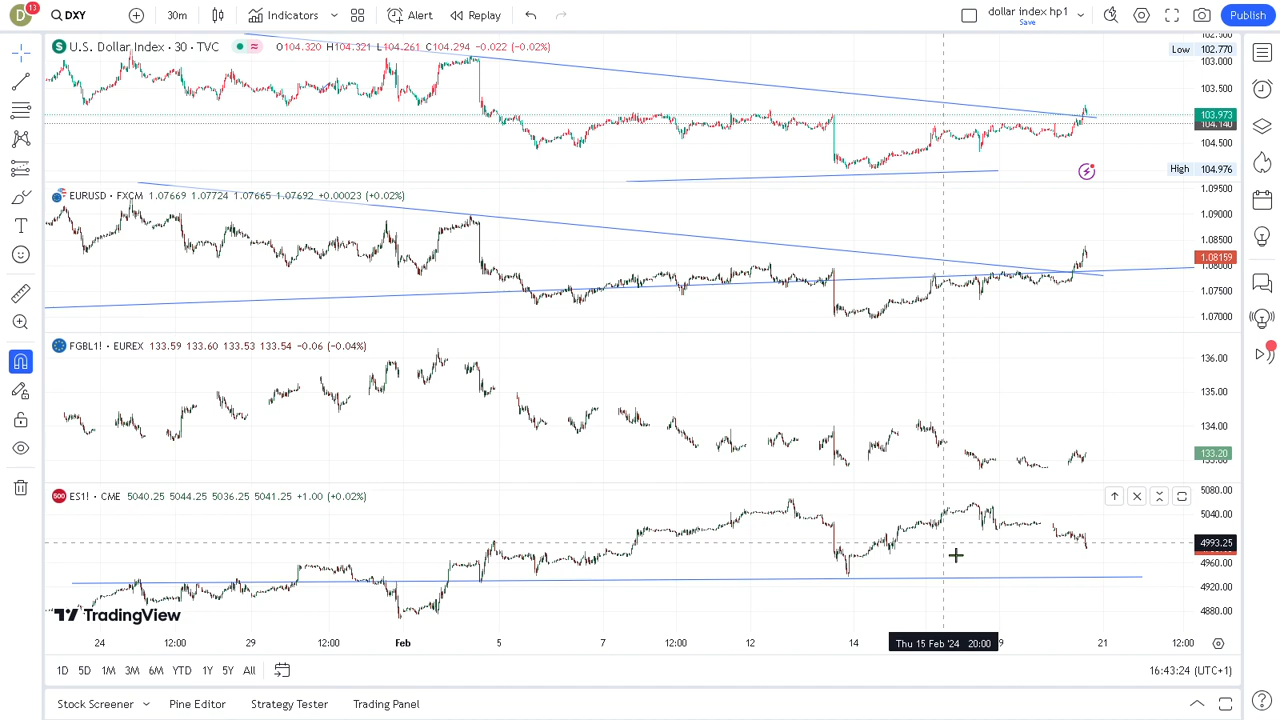 D 13 DXY 30m Indicators Alert Replay dollar index hp1 Save Publish
U.S. Dollar Index · 30 · TVC O104.320 H104.321 L104.261 C104.294 −0.022 (−0.02%)
102.500
Low 102.770
103.000
103.500
103.973
104.140
104.500
High 104.976
EURUSD · FXCM 1.07669 1.07724 1.07665 1.07692 +0.00023 (+0.02%)
1.09500
1.09000
1.08500
1.08159
1.08000
1.07500
1.07000
FGBL1! · EUREX 133.59 133.60 133.53 133.54 −0.06 (−0.04%)
136.00
135.00
134.00
133.20
500 ES1! · CME 5040.25 5044.25 5036.25 5041.25 +1.00 (+0.02%)
5080.00
5040.00
4993.25
4960.00
4920.00
4880.00
TradingView
24 12:00 29 12:00 Feb 5 7 12:00 12 14 Thu 15 Feb '24 20:00 9 21 12:00
1D 5D 1M 3M 6M YTD 1Y 5Y All 16:43:24 (UTC+1)
Stock Screener Pine Editor Strategy Tester Trading Panel